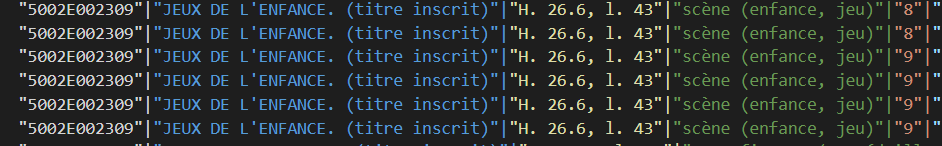 "5002E002309"|"JEUX DE L'ENFANCE. (titre inscrit)"|"H. 26.6, l. 43"|"scène (enfance, jeu)"|"8"|"
"5002E002309"|"JEUX DE L'ENFANCE. (titre inscrit)"|"H. 26.6, l. 43"|"scène (enfance, jeu)"|"8"|"
"5002E002309"|"JEUX DE L'ENFANCE. (titre inscrit)"|"H. 26.6, l. 43"|"scène (enfance, jeu)"|"9"|"
"5002E002309"|"JEUX DE L'ENFANCE. (titre inscrit)"|"H. 26.6, l. 43"|"scène (enfance, jeu)"|"9"|"
"5002E002309"|"JEUX DE L'ENFANCE. (titre inscrit)"|"H. 26.6, l. 43"|"scène (enfance, jeu)"|"9"|"
"5002E002309"|"JEUX DE L'ENFANCE. (titre inscrit)"|"H. 26.6, l. 43"|"scène (enfance, jeu)"|"9"|"